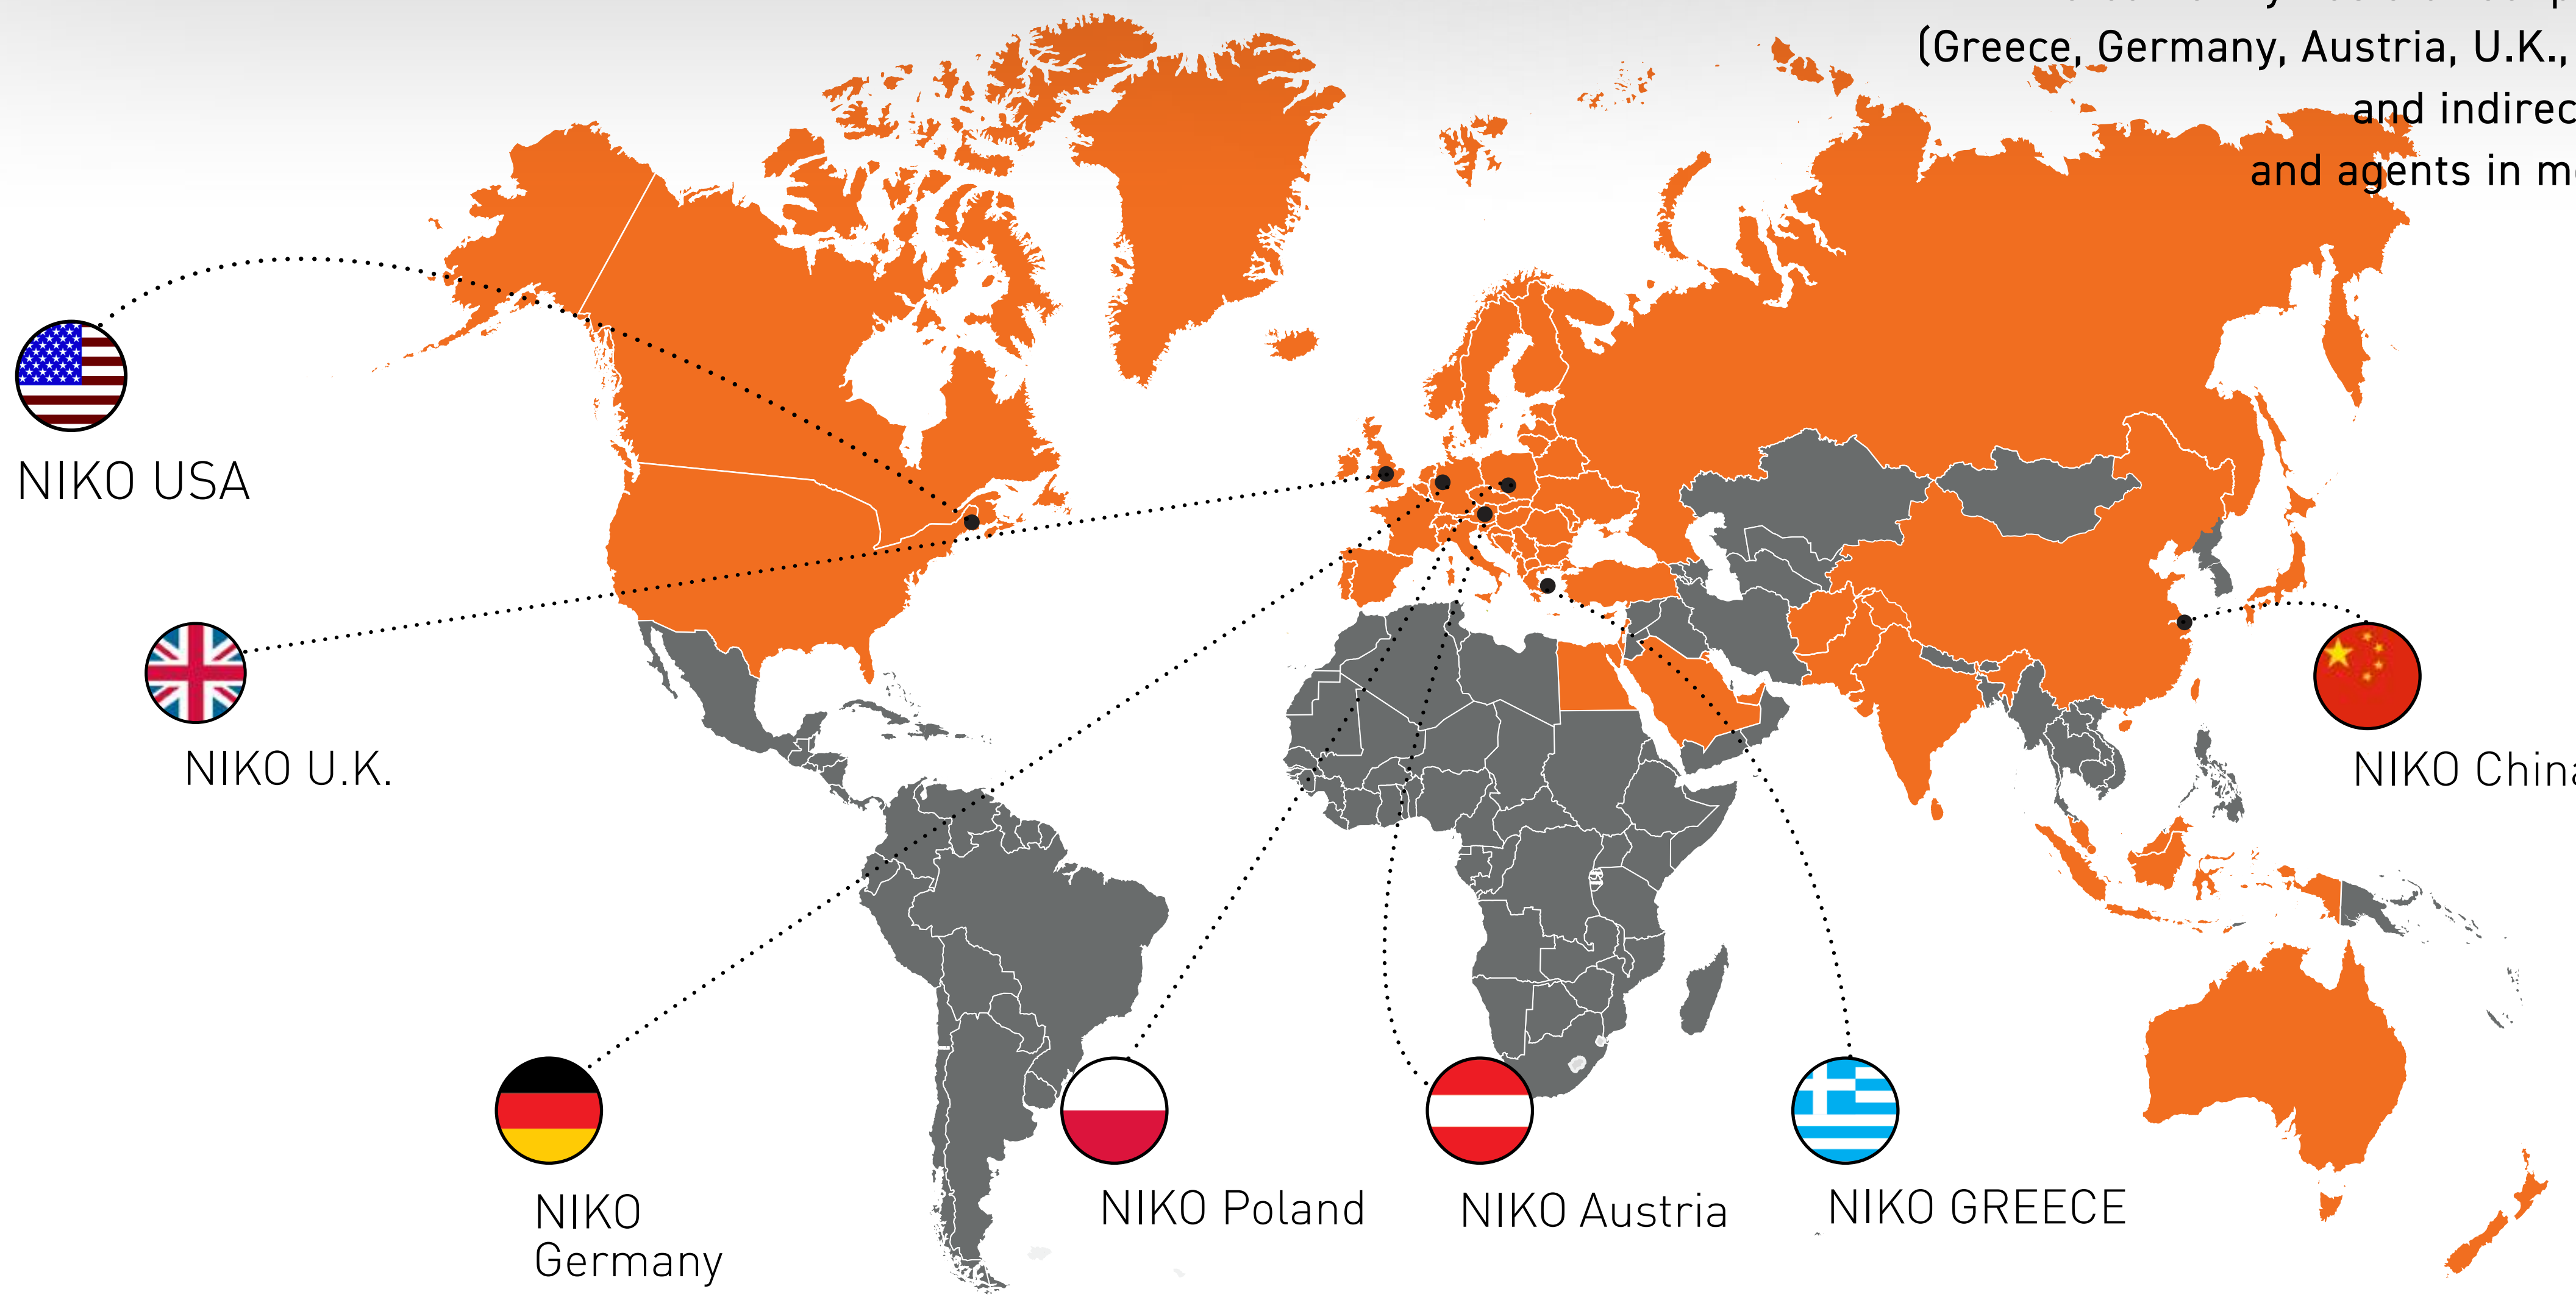 (Greece, Germany, Austria, U.K.,
and indirec
and agents in m
NIKO USA
NIKO U.K.
NIKO China
NIKO
Germany
NIKO Poland
NIKO Austria
NIKO GREECE